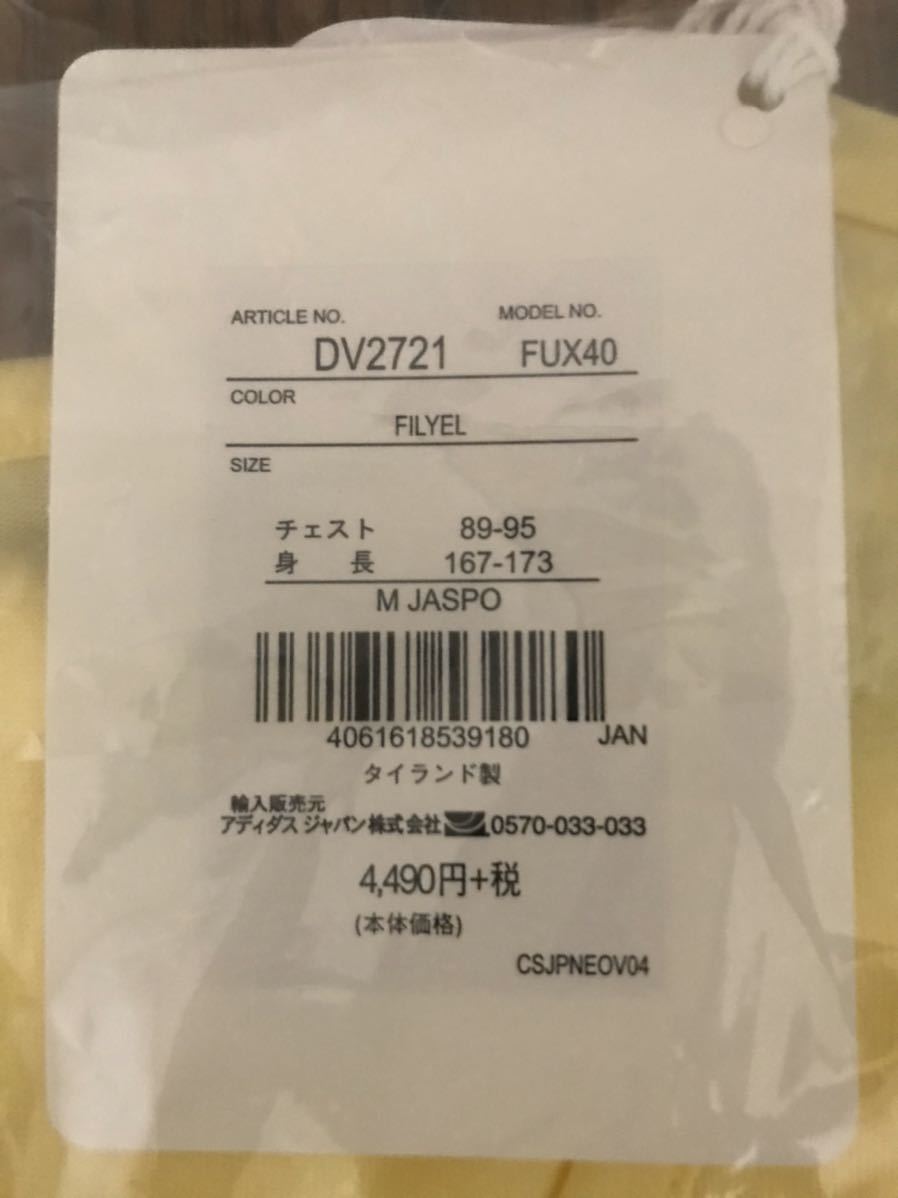 ARTICLE NO. MODEL NO.
DV2721 FUX40
COLOR
FILYEL
SIZE
チェスト 89-95
身長 167-173
M JASPO
4061618539180 JAN
タイランド製
輸入販売元
アディダス ジャパン株式会社 0570-033-033
4,490円+税
(本体価格)
CSJPNEOV04